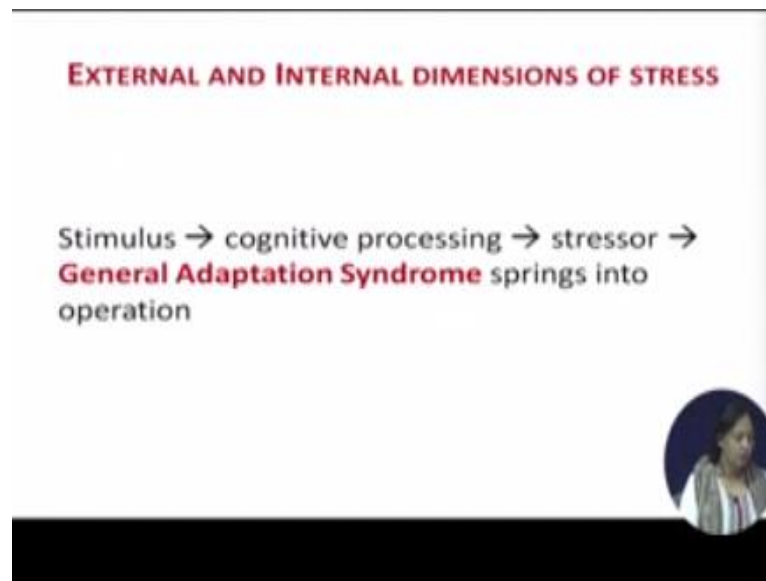 EXTERNAL AND INTERNAL DIMENSIONS OF STRESS
Stimulus → cognitive processing → stressor →
General Adaptation Syndrome springs into
operation